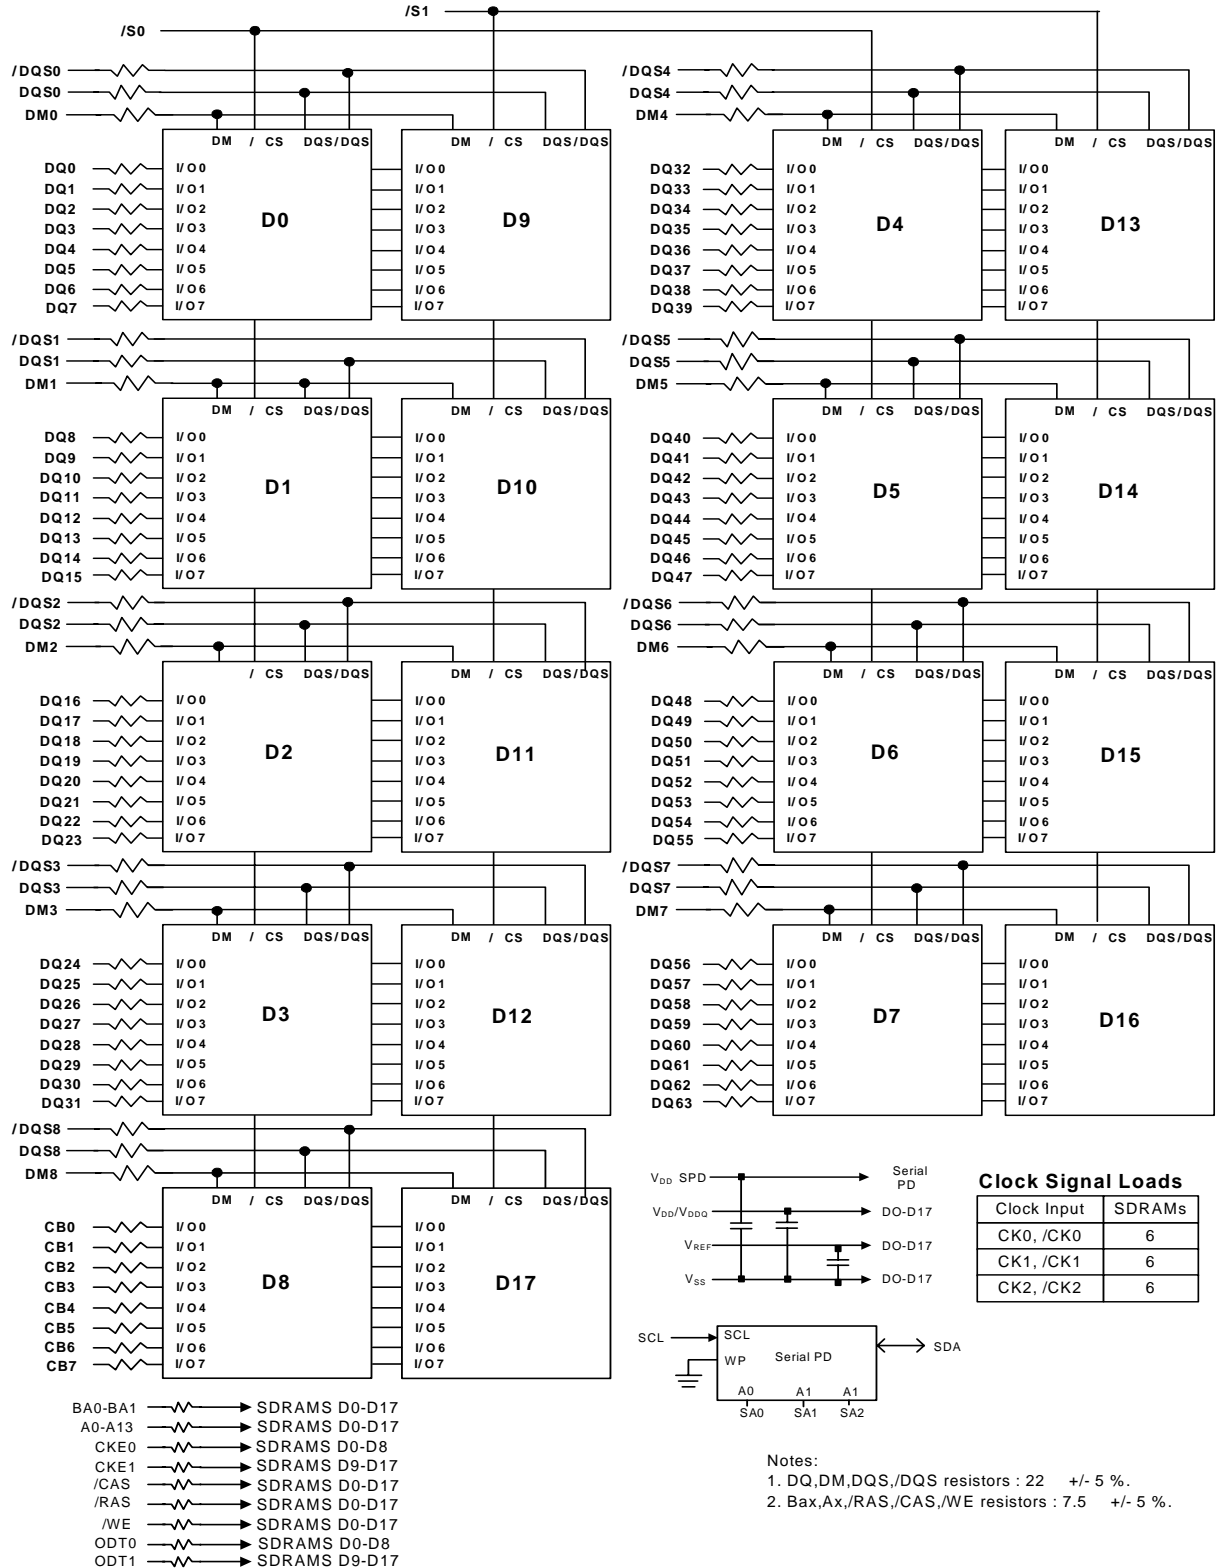 /S1
/S0
/DQS0
DQS0
DM0
DM / CS DQS/DQS
DM / CS DQS/DQS
DQ0 I/O0 I/O0
DQ1 I/O1 I/O1
DQ2 I/O2 I/O2
DQ3 I/O3 I/O3
DQ4 I/O4 I/O4
DQ5 I/O5 I/O5
DQ6 I/O6 I/O6
DQ7 I/O7 I/O7
D0
D9
/DQS1
DQS1
DM1
DM / CS DQS/DQS
DM / CS DQS/DQS
DQ8 I/O0 I/O0
DQ9 I/O1 I/O1
DQ10 I/O2 I/O2
DQ11 I/O3 I/O3
DQ12 I/O4 I/O4
DQ13 I/O5 I/O5
DQ14 I/O6 I/O6
DQ15 I/O7 I/O7
D1
D10
/DQS2
DQS2
DM2
/ CS DQS/DQS
DM / CS DQS/DQS
DQ16 I/O0 I/O0
DQ17 I/O1 I/O1
DQ18 I/O2 I/O2
DQ19 I/O3 I/O3
DQ20 I/O4 I/O4
DQ21 I/O5 I/O5
DQ22 I/O6 I/O6
DQ23 I/O7 I/O7
D2
D11
/DQS3
DQS3
DM3
DM / CS DQS/DQS
DM / CS DQS/DQS
DQ24 I/O0 I/O0
DQ25 I/O1 I/O1
DQ26 I/O2 I/O2
DQ27 I/O3 I/O3
DQ28 I/O4 I/O4
DQ29 I/O5 I/O5
DQ30 I/O6 I/O6
DQ31 I/O7 I/O7
D3
D12
/DQS8
DQS8
DM8
DM / CS DQS/DQS
DM / CS DQS/DQS
CB0 I/O0 I/O0
CB1 I/O1 I/O1
CB2 I/O2 I/O2
CB3 I/O3 I/O3
CB4 I/O4 I/O4
CB5 I/O5 I/O5
CB6 I/O6 I/O6
CB7 I/O7 I/O7
D8
D17
BA0-BA1 SDRAMS D0-D17
A0-A13 SDRAMS D0-D17
CKE0 SDRAMS D0-D8
CKE1 SDRAMS D9-D17
/CAS SDRAMS D0-D17
/RAS SDRAMS D0-D17
/WE SDRAMS D0-D17
ODT0 SDRAMS D0-D8
ODT1 SDRAMS D9-D17
/DQS4
DQS4
DM4
DM / CS DQS/DQS
DM / CS DQS/DQS
DQ32 I/O0 I/O0
DQ33 I/O1 I/O1
DQ34 I/O2 I/O2
DQ35 I/O3 I/O3
DQ36 I/O4 I/O4
DQ37 I/O5 I/O5
DQ38 I/O6 I/O6
DQ39 I/O7 I/O7
D4
D13
/DQS5
DQS5
DM5
DM / CS DQS/DQS
DM / CS DQS/DQS
DQ40 I/O0 I/O0
DQ41 I/O1 I/O1
DQ42 I/O2 I/O2
DQ43 I/O3 I/O3
DQ44 I/O4 I/O4
DQ45 I/O5 I/O5
DQ46 I/O6 I/O6
DQ47 I/O7 I/O7
D5
D14
/DQS6
DQS6
DM6
DM / CS DQS/DQS
DM / CS DQS/DQS
DQ48 I/O0 I/O0
DQ49 I/O1 I/O1
DQ50 I/O2 I/O2
DQ51 I/O3 I/O3
DQ52 I/O4 I/O4
DQ53 I/O5 I/O5
DQ54 I/O6 I/O6
DQ55 I/O7 I/O7
D6
D15
/DQS7
DQS7
DM7
DM / CS DQS/DQS
DM / CS DQS/DQS
DQ56 I/O0 I/O0
DQ57 I/O1 I/O1
DQ58 I/O2 I/O2
DQ59 I/O3 I/O3
DQ60 I/O4 I/O4
DQ61 I/O5 I/O5
DQ62 I/O6 I/O6
DQ63 I/O7 I/O7
D7
D16
VDD SPD Serial PD
VDD/VDDQ DO-D17
VREF DO-D17
VSS DO-D17
Clock Signal Loads
Clock Input SDRAMs
CK0, /CK0 6
CK1, /CK1 6
CK2, /CK2 6
SCL SCL
WP Serial PD SDA
A0 A1 A1
SA0 SA1 SA2
Notes:
1. DQ,DM,DQS,/DQS resistors : 22 +/- 5 %.
2. Bax,Ax,/RAS,/CAS,/WE resistors : 7.5 +/- 5 %.